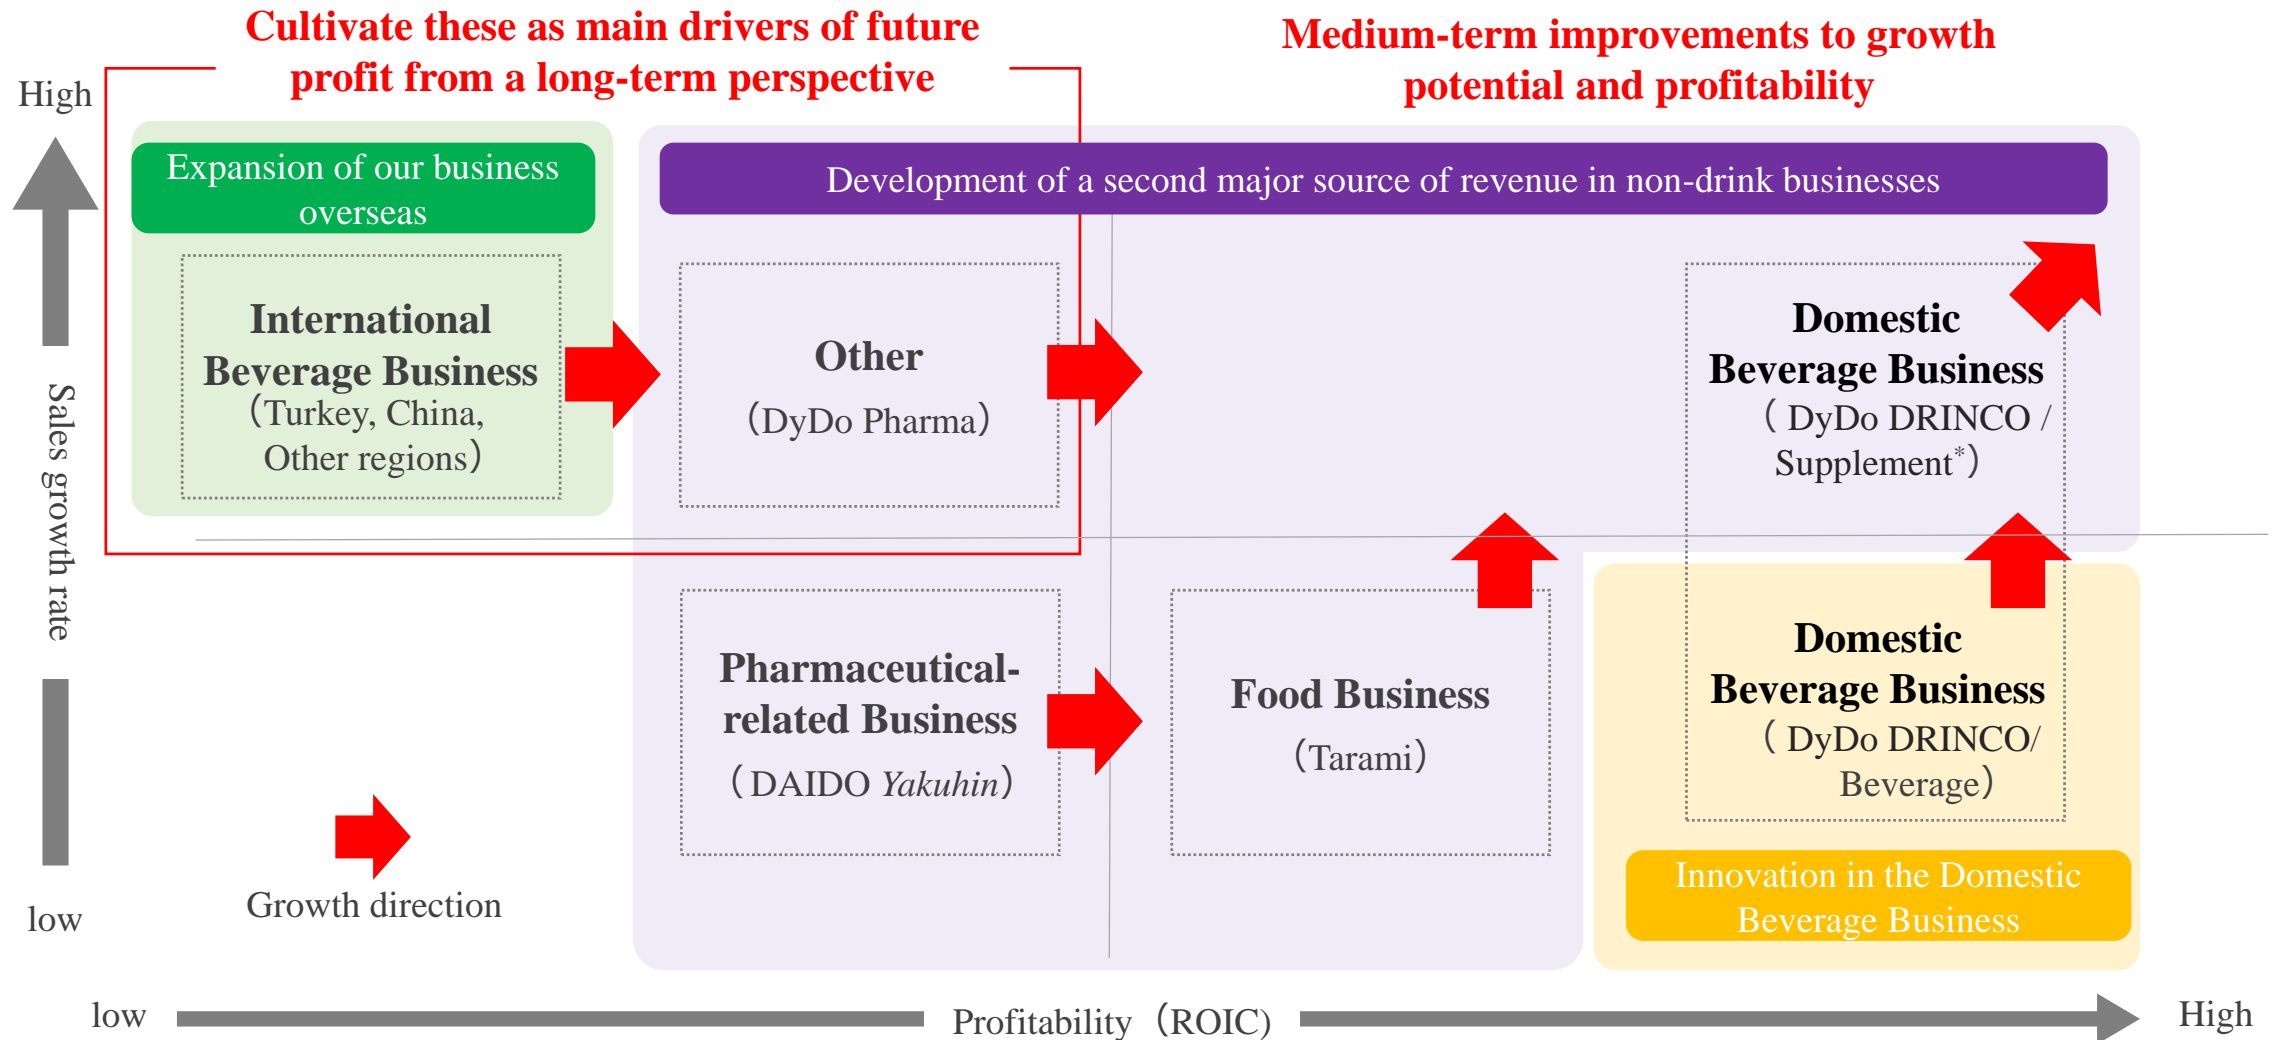 Cultivate these as main drivers of future
profit from a long-term perspective
Medium-term improvements to growth
potential and profitability
High
Expansion of our business
overseas
Development of a second major source of revenue in non-drink businesses
International
Beverage Business
（Turkey, China,
Other regions）
Other
（DyDo Pharma）
Domestic
Beverage Business
（ DyDo DRINCO /
Supplement*）
Sales growth rate
Pharmaceutical-
related Business
（ DAIDO Yakuhin）
Food Business
（Tarami）
Domestic
Beverage Business
（ DyDo DRINCO/
Beverage）
Growth direction
Innovation in the Domestic
Beverage Business
low
low
Profitability（ROIC)
High